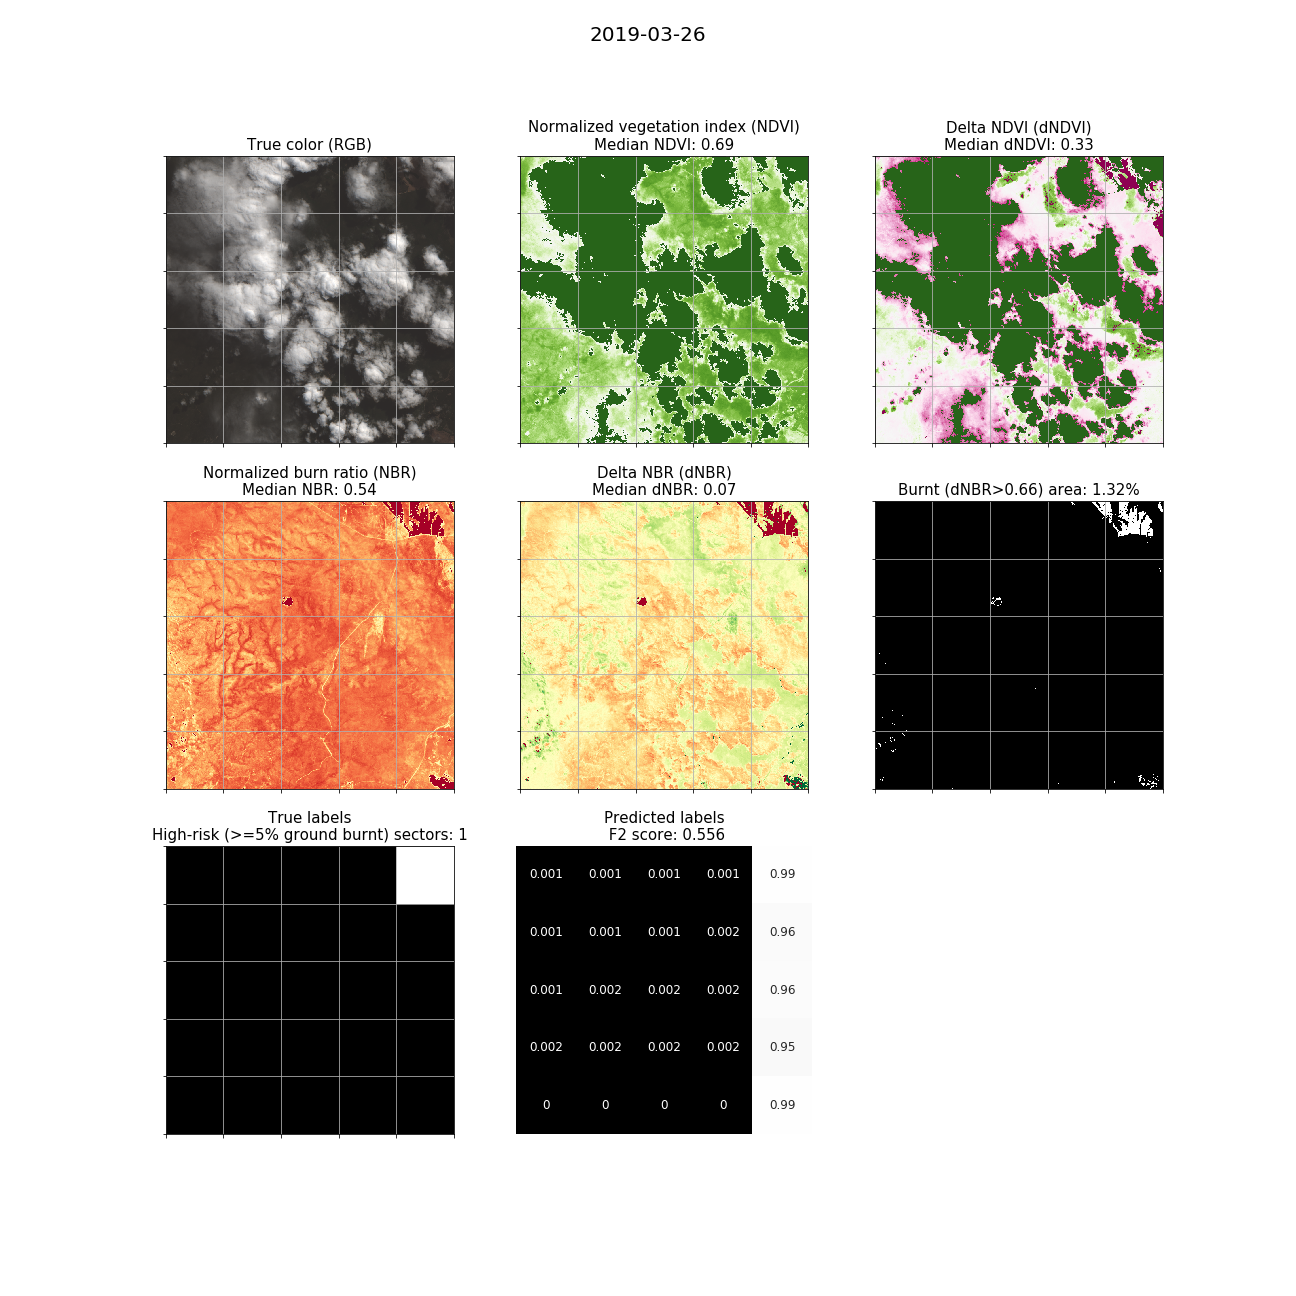 2019-03-26
True color (RGB)
Normalized vegetation index (NDVI)
Median NDVI: 0.69
Delta NDVI (dNDVI)
Median dNDVI: 0.33
Normalized burn ratio (NBR)
Median NBR: 0.54
Delta NBR (dNBR)
Median dNBR: 0.07
Burnt (dNBR>0.66) area: 1.32%
True labels
High-risk (>=5% ground burnt) sectors: 1
Predicted labels
F2 score: 0.556
0.001 0.001 0.001 0.001 0.99
0.001 0.001 0.001 0.002 0.96
0.001 0.002 0.002 0.002 0.96
0.002 0.002 0.002 0.002 0.95
0 0 0 0 0.99